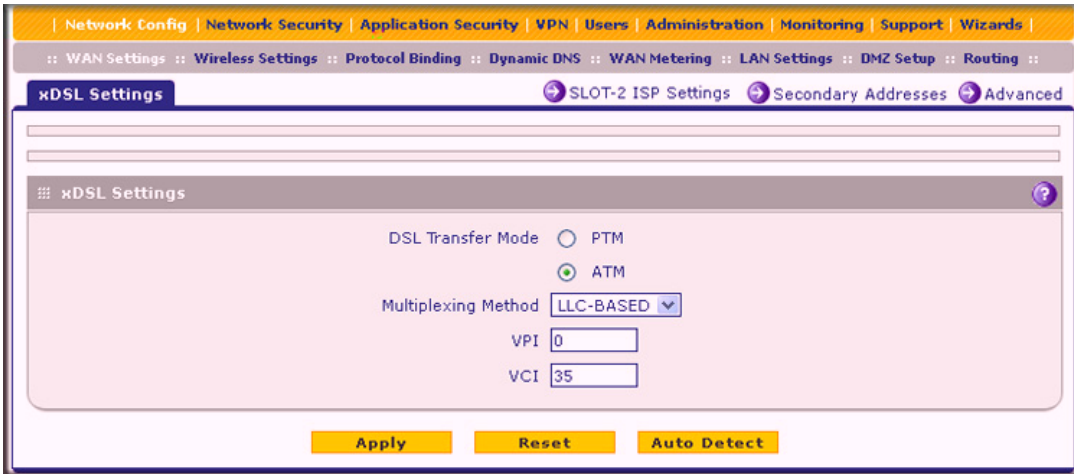 | Network Config | Network Security | Application Security | VPN | Users | Administration | Monitoring | Support | Wizards |
:: WAN Settings :: Wireless Settings :: Protocol Binding :: Dynamic DNS :: WAN Metering :: LAN Settings :: DMZ Setup :: Routing ::
xDSL Settings SLOT-2 ISP Settings Secondary Addresses Advanced
xDSL Settings ?
DSL Transfer Mode PTM
ATM
Multiplexing Method LLC-BASED
VPI 0
VCI 35
Apply Reset Auto Detect